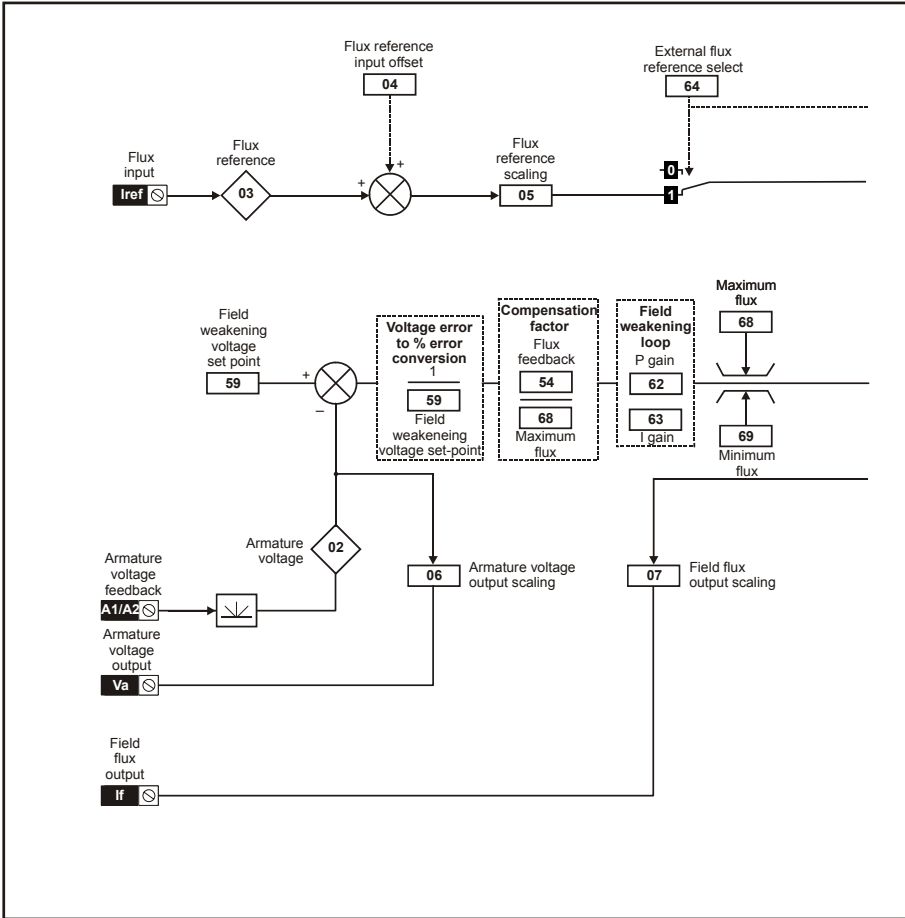 Flux reference
input offset
04
External flux
reference select
64
Flux
input
Iref
Flux
reference
03
+
+
Flux
reference
scaling
05
0
1
Field
weakening
voltage
set point
59
+
–
Voltage error
to % error
conversion
1
59
Field
weakeneing
voltage set-point
Compensation
factor
Flux
feedback
54
68
Maximum
flux
Field
weakening
loop
P gain
62
63
I gain
Maximum
flux
68
69
Minimum
flux
Armature
voltage
02
Armature
voltage
feedback
A1/A2
06
Armature voltage
output scaling
07
Field flux
output scaling
Armature
voltage
output
Va
Field
flux
output
If